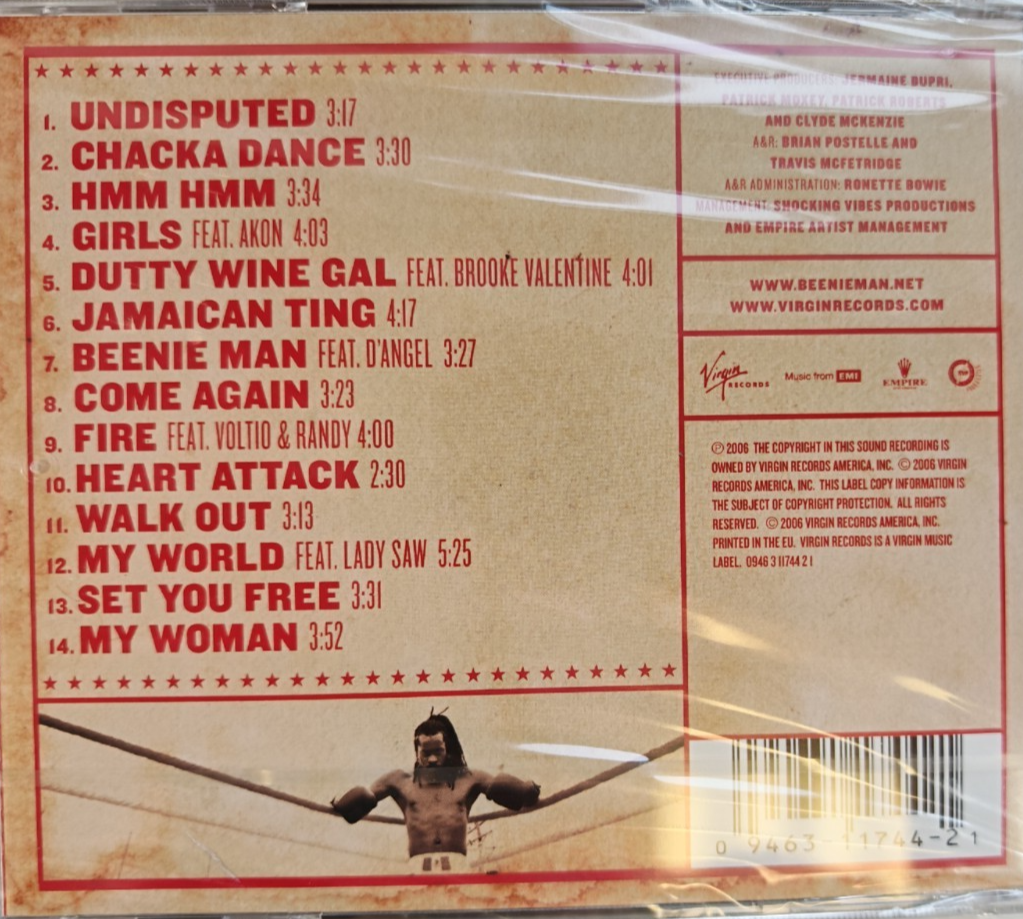 1. UNDISPUTED 3:17
2. CHACKA DANCE 3:30
3. HMM HMM 3:34
4. GIRLS FEAT. AKON 4:03
5. DUTTY WINE GAL FEAT. BROOKE VALENTINE 4:01
6. JAMAICAN TING 4:17
7. BEENIE MAN FEAT. D'ANGEL 3:27
8. COME AGAIN 3:23
9. FIRE FEAT. VOLTIO & RANDY 4:00
10. HEART ATTACK 2:30
11. WALK OUT 3:13
12. MY WORLD FEAT. LADY SAW 5:25
13. SET YOU FREE 3:31
14. MY WOMAN 3:52
EXECUTIVE PRODUCERS: JERMAINE DUPRI,
PATRICK MOXEY, PATRICK ROBERTS
AND CLYDE MCKENZIE
A&R: BRIAN POSTELLE AND
TRAVIS MCFETRIDGE
A&R ADMINISTRATION: RONETTE BOWIE
MANAGEMENT: SHOCKING VIBES PRODUCTIONS
AND EMPIRE ARTIST MANAGEMENT
WWW.BEENIEMAN.NET
WWW.VIRGINRECORDS.COM
Virgin RECORDS Music from EMI EMPIRE
℗ 2006 THE COPYRIGHT IN THIS SOUND RECORDING IS
OWNED BY VIRGIN RECORDS AMERICA, INC. © 2006 VIRGIN
RECORDS AMERICA, INC. THIS LABEL COPY INFORMATION IS
THE SUBJECT OF COPYRIGHT PROTECTION. ALL RIGHTS
RESERVED. © 2006 VIRGIN RECORDS AMERICA, INC.
PRINTED IN THE EU. VIRGIN RECORDS IS A VIRGIN MUSIC
LABEL. 0946 3 11744 2 1
0 9463-11744-2 1